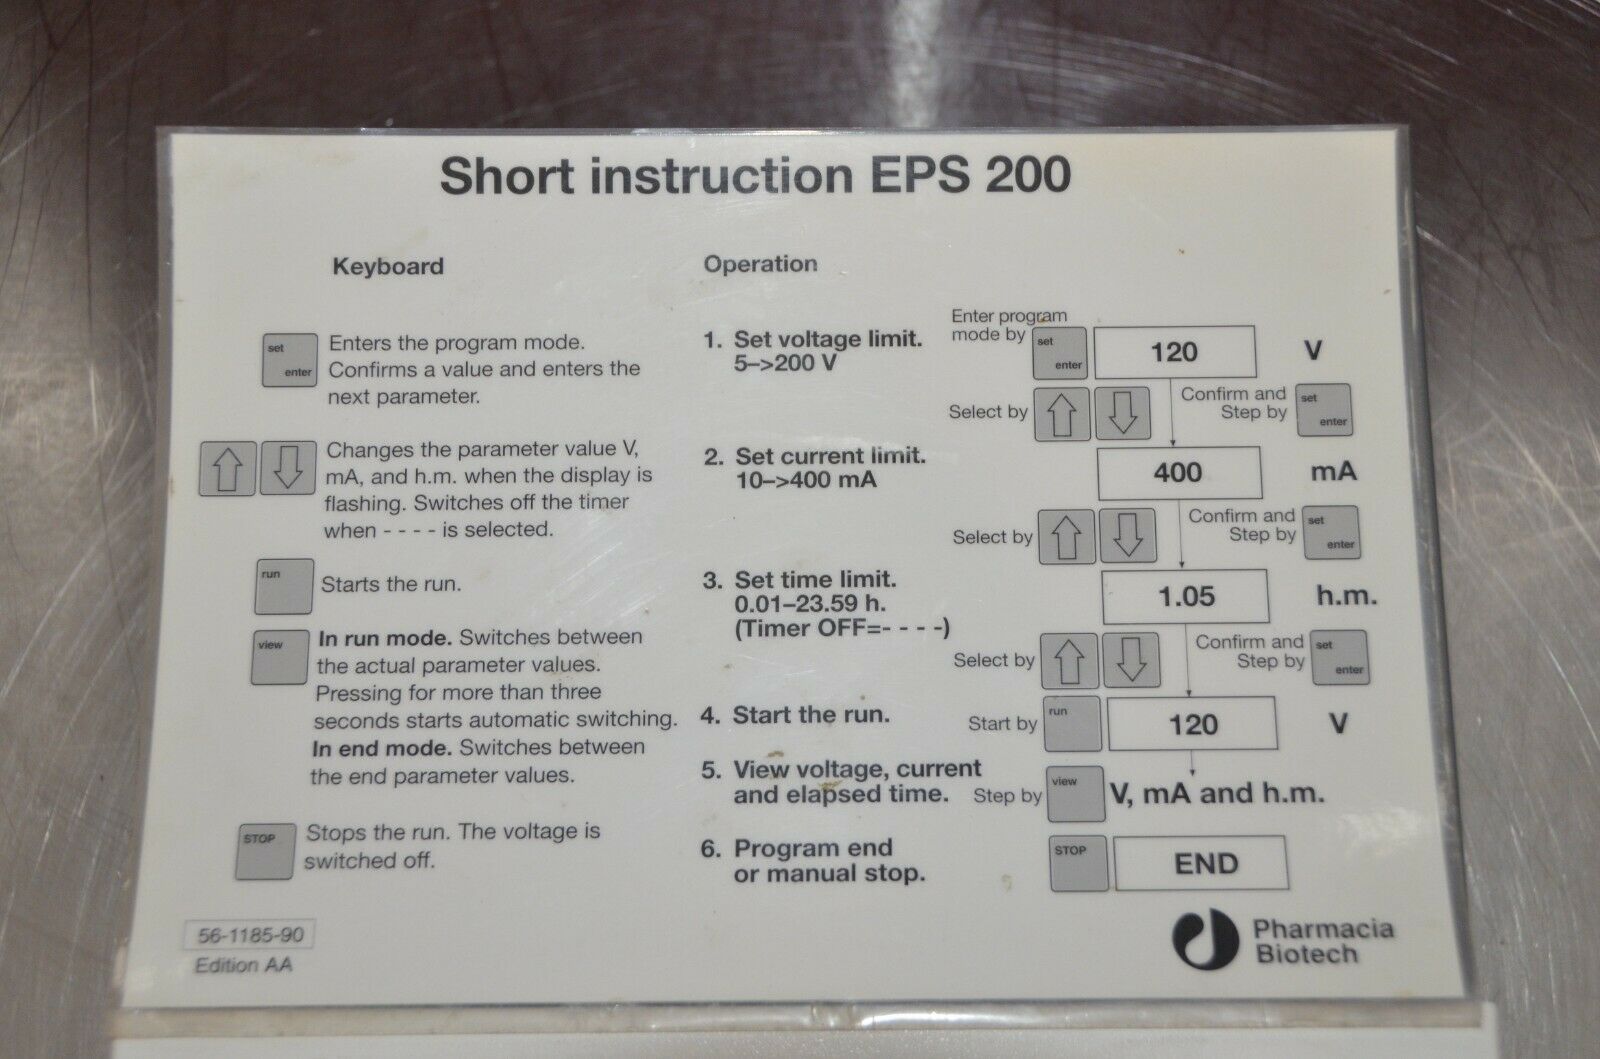 Short instruction EPS 200
Keyboard
set
enter
Enters the program mode.
Confirms a value and enters the
next parameter.
Changes the parameter value V,
mA, and h.m. when the display is
flashing. Switches off the timer
when - - - - is selected.
run
Starts the run.
view
In run mode. Switches between
the actual parameter values.
Pressing for more than three
seconds starts automatic switching.
In end mode. Switches between
the end parameter values.
STOP
Stops the run. The voltage is
switched off.
56-1185-90
Edition AA
Operation
1. Set voltage limit.
5–>200 V
Enter program
mode by
set
enter
120
V
Select by
Confirm and
Step by
set
enter
2. Set current limit.
10–>400 mA
400
mA
Select by
Confirm and
Step by
set
enter
3. Set time limit.
0.01–23.59 h.
(Timer OFF=- - - -)
1.05
h.m.
Select by
Confirm and
Step by
set
enter
4. Start the run.
Start by
run
120
V
5. View voltage, current
and elapsed time.
Step by
view
V, mA and h.m.
6. Program end
or manual stop.
STOP
END
Pharmacia
Biotech